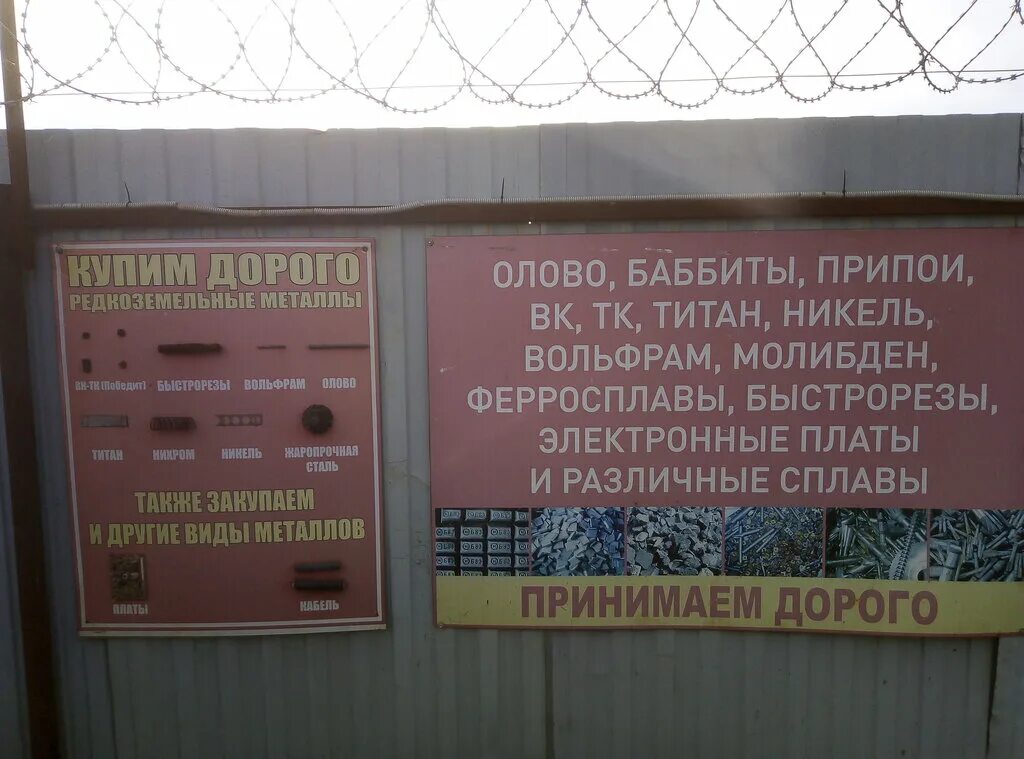 КУПИМ ДОРОГО
РЕДКОЗЕМЕЛЬНЫЕ МЕТАЛЛЫ
ВК-ТК (Победит) БЫСТРОРЕЗЫ ВОЛЬФРАМ ОЛОВО
ТИТАН НИХРОМ НИКЕЛЬ ЖАРОПРОЧНАЯ
СТАЛЬ
ТАКЖЕ ЗАКУПАЕМ
И ДРУГИЕ ВИДЫ МЕТАЛЛОВ
ПЛАТЫ КАБЕЛЬ
ОЛОВО, БАББИТЫ, ПРИПОИ,
ВК, ТК, ТИТАН, НИКЕЛЬ,
ВОЛЬФРАМ, МОЛИБДЕН,
ФЕРРОСПЛАВЫ, БЫСТРОРЕЗЫ,
ЭЛЕКТРОННЫЕ ПЛАТЫ
И РАЗЛИЧНЫЕ СПЛАВЫ
ПРИНИМАЕМ ДОРОГО